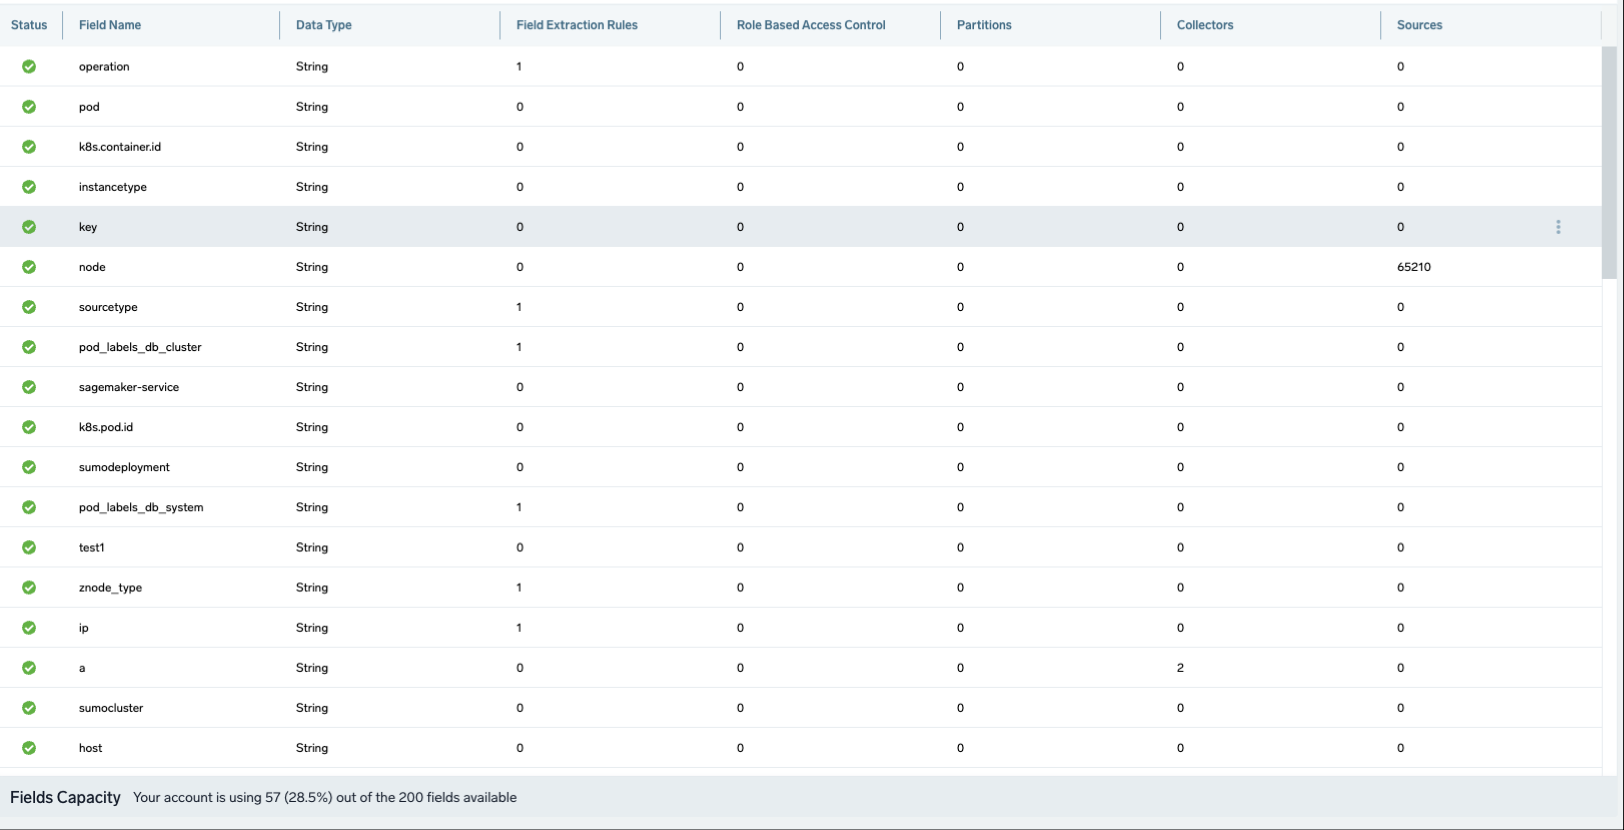 Status Field Name Data Type Field Extraction Rules Role Based Access Control Partitions Collectors Sources
operation String 1 0 0 0 0
pod String 0 0 0 0 0
k8s.container.id String 0 0 0 0 0
instancetype String 0 0 0 0 0
key String 0 0 0 0 0
node String 0 0 0 0 65210
sourcetype String 1 0 0 0 0
pod_labels_db_cluster String 1 0 0 0 0
sagemaker-service String 0 0 0 0 0
k8s.pod.id String 0 0 0 0 0
sumodeployment String 0 0 0 0 0
pod_labels_db_system String 1 0 0 0 0
test1 String 0 0 0 0 0
znode_type String 1 0 0 0 0
ip String 1 0 0 0 0
a String 0 0 0 2 0
sumocluster String 0 0 0 0 0
host String 0 0 0 0 0
Fields Capacity Your account is using 57 (28.5%) out of the 200 fields available